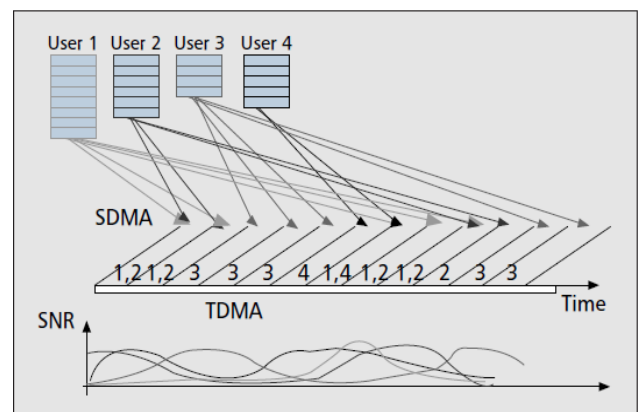 User 1 User 2 User 3 User 4
SDMA
1,2 1,2 3 3 3 4 1,4 1,2 1,2 2 3 3
TDMA
Time
SNR